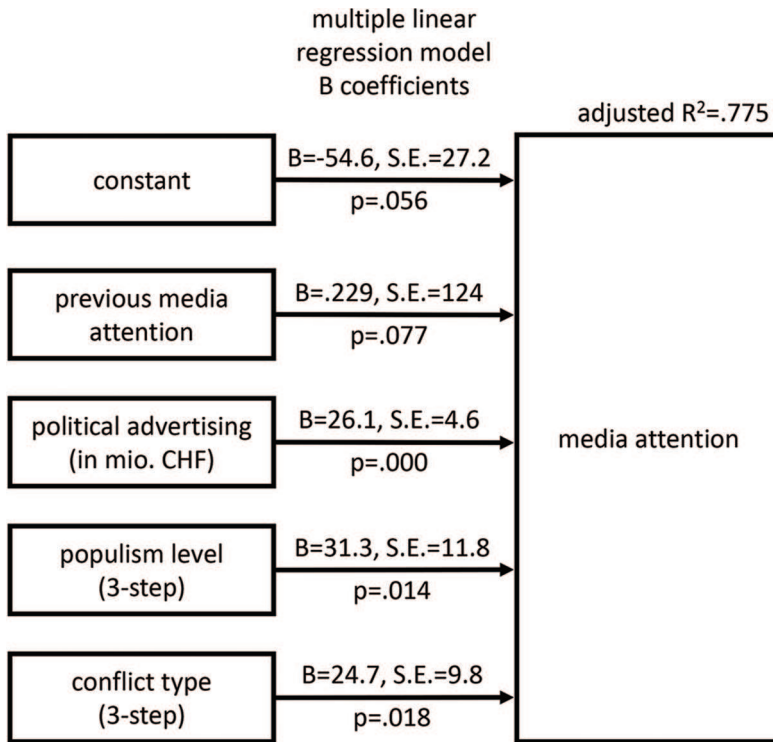 multiple linear
regression model
B coefficients
adjusted R²=.775
constant
B=-54.6, S.E.=27.2
p=.056
previous media
attention
B=.229, S.E.=124
p=.077
political advertising
(in mio. CHF)
B=26.1, S.E.=4.6
p=.000
media attention
populism level
(3-step)
B=31.3, S.E.=11.8
p=.014
conflict type
(3-step)
B=24.7, S.E.=9.8
p=.018